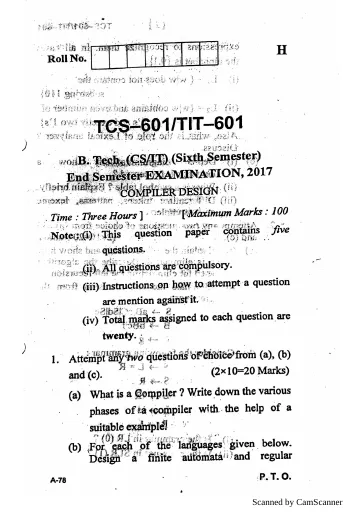 H
Roll No.
TCS–601/TIT–601
B. Tech. (CS/IT) (Sixth Semester)
End Semester EXAMINATION, 2017
COMPILER DESIGN
Time : Three Hours ] [ Maximum Marks : 100
Note : (i) This question paper contains five
questions.
(ii) All questions are compulsory.
(iii) Instructions on how to attempt a question
are mention against it.
(iv) Total marks assigned to each question are
twenty.
1. Attempt any two questions of choice from (a), (b)
and (c). (2×10=20 Marks)
(a) What is a Compiler ? Write down the various
phases of a compiler with the help of a
suitable example.
(b) For each of the languages given below.
Design a finite automata and regular
A-78 P. T. O.
Scanned by CamScanner